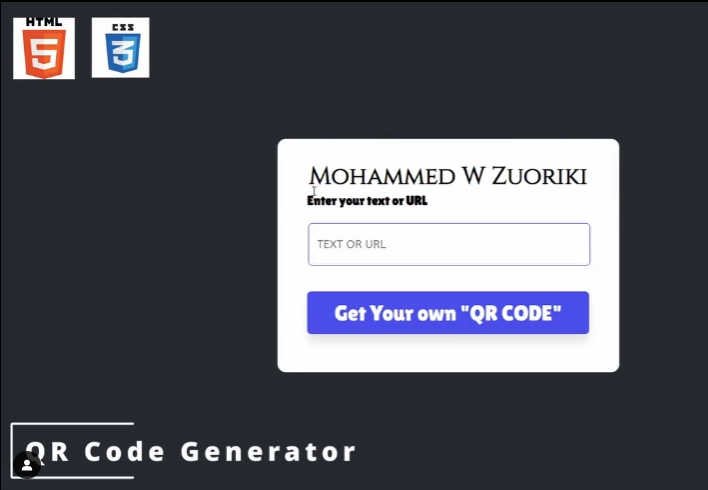 HTML
5
CSS
3
Mohammed W Zuoriki
Enter your text or URL
TEXT OR URL
Get Your own "QR CODE"
QR Code Generator